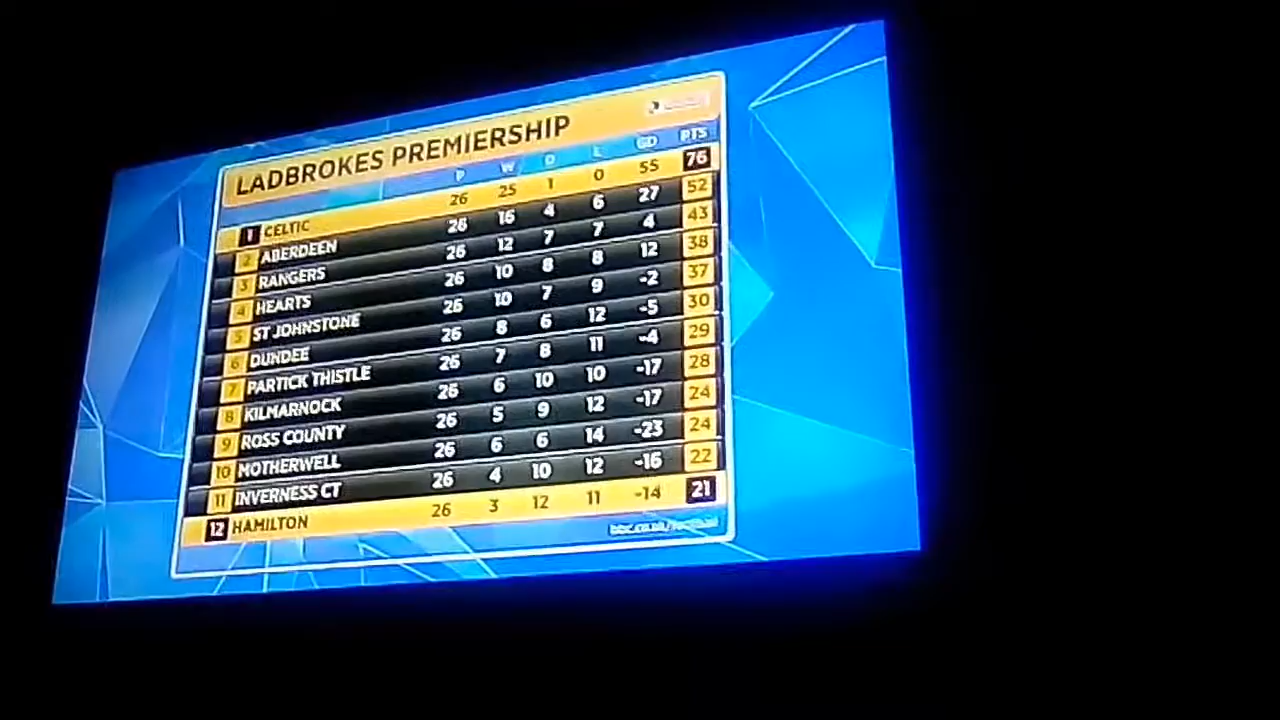 LADBROKES PREMIERSHIP
P W D L GD PTS
1 CELTIC 26 25 1 0 55 76
2 ABERDEEN 26 16 4 6 27 52
3 RANGERS 26 12 7 7 4 43
4 HEARTS 26 10 8 8 12 38
5 ST JOHNSTONE 26 10 7 9 -2 37
6 DUNDEE 26 8 6 12 -5 30
7 PARTICK THISTLE 26 7 8 11 -4 29
8 KILMARNOCK 26 6 10 10 -17 28
9 ROSS COUNTY 26 5 9 12 -17 24
10 MOTHERWELL 26 6 6 14 -23 24
11 INVERNESS CT 26 4 10 12 -16 22
12 HAMILTON 26 3 12 11 -14 21
bbc.co.uk/football